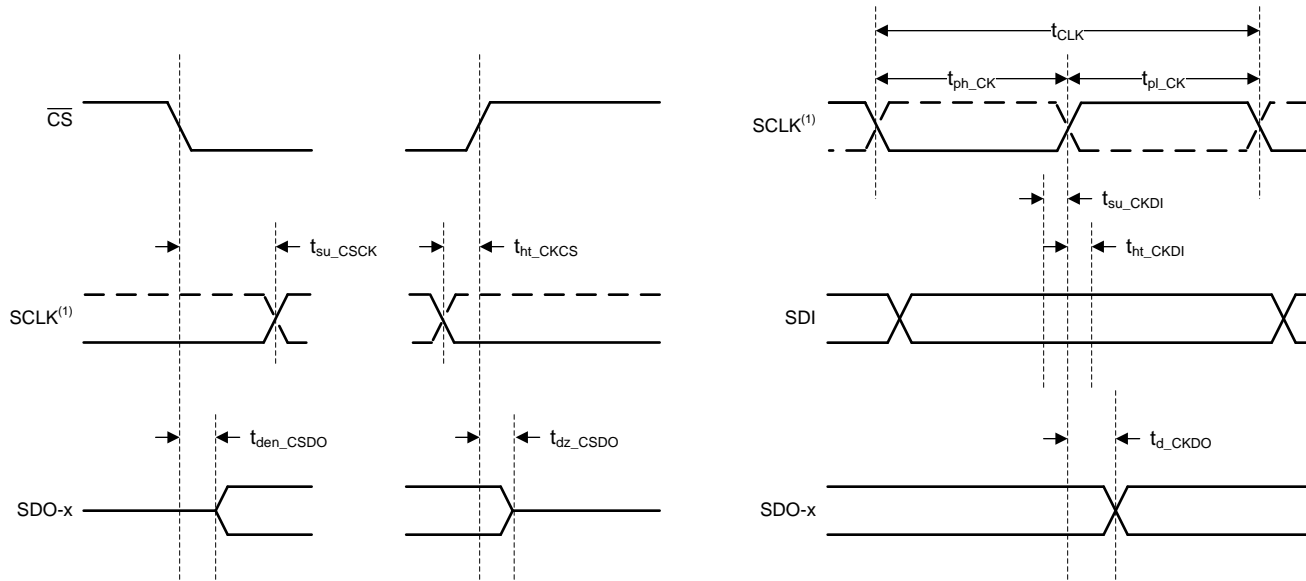 t_CLK
t_ph_CK t_pl_CK
CS SCLK(1)
t_su_CKDI
t_su_CSCK t_ht_CKCS t_ht_CKDI
SCLK(1) SDI
t_den_CSDO t_dz_CSDO t_d_CKDO
SDO-x SDO-x